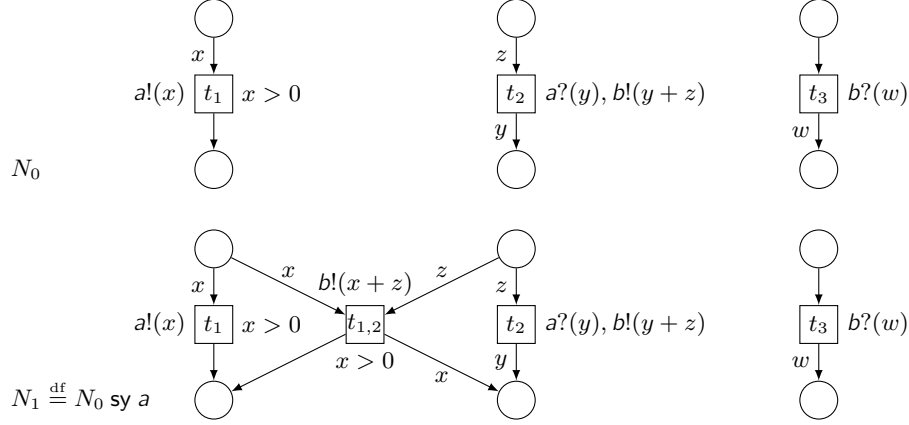 x z
a!(x) t₁ x > 0 t₂ a?(y), b!(y + z) t₃ b?(w)
y w
N₀
x b!(x + z) z
x z
a!(x) t₁ x > 0 t₁,₂ t₂ a?(y), b!(y + z) t₃ b?(w)
x > 0 x y w
N₁ ≝ N₀ sy a